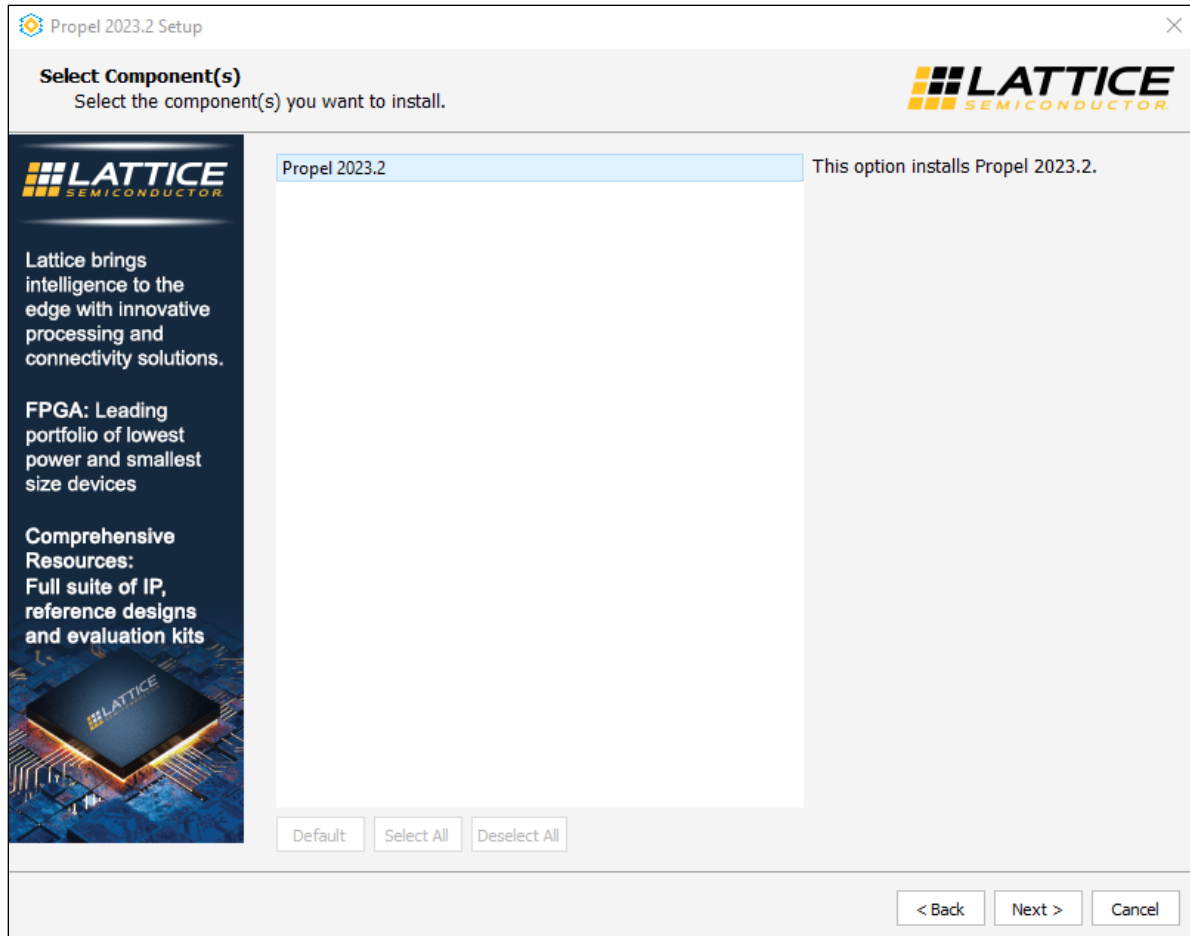 Propel 2023.2 Setup
Select Component(s)
Select the component(s) you want to install.
LATTICE
SEMICONDUCTOR.
LATTICE
SEMICONDUCTOR
Lattice brings
intelligence to the
edge with innovative
processing and
connectivity solutions.
FPGA: Leading
portfolio of lowest
power and smallest
size devices
Comprehensive
Resources:
Full suite of IP,
reference designs
and evaluation kits
LATTICE
SEMICONDUCTOR
Propel 2023.2
This option installs Propel 2023.2.
Default
Select All
Deselect All
< Back
Next >
Cancel